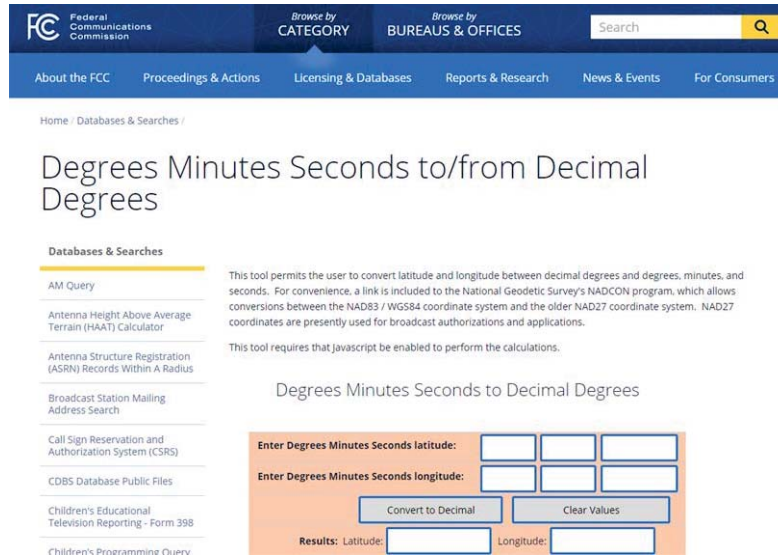 FCC
Federal
Communications
Commission
Browse by
CATEGORY
Browse by
BUREAUS & OFFICES
Search
About the FCC
Proceedings & Actions
Licensing & Databases
Reports & Research
News & Events
For Consumers
Home / Databases & Searches /
Degrees Minutes Seconds to/from Decimal
Degrees
Databases & Searches
AM Query
Antenna Height Above Average
Terrain (HAAT) Calculator
Antenna Structure Registration
(ASRN) Records Within A Radius
Broadcast Station Mailing
Address Search
Call Sign Reservation and
Authorization System (CSRS)
CDBS Database Public Files
Children's Educational
Television Reporting - Form 398
Children's Programming Query
This tool permits the user to convert latitude and longitude between decimal degrees and degrees, minutes, and
seconds. For convenience, a link is included to the National Geodetic Survey's NADCON program, which allows
conversions between the NAD83 / WGS84 coordinate system and the older NAD27 coordinate system. NAD27
coordinates are presently used for broadcast authorizations and applications.
This tool requires that Javascript be enabled to perform the calculations.
Degrees Minutes Seconds to Decimal Degrees
Enter Degrees Minutes Seconds latitude:
Enter Degrees Minutes Seconds longitude:
Convert to Decimal
Clear Values
Results: Latitude:
Longitude: